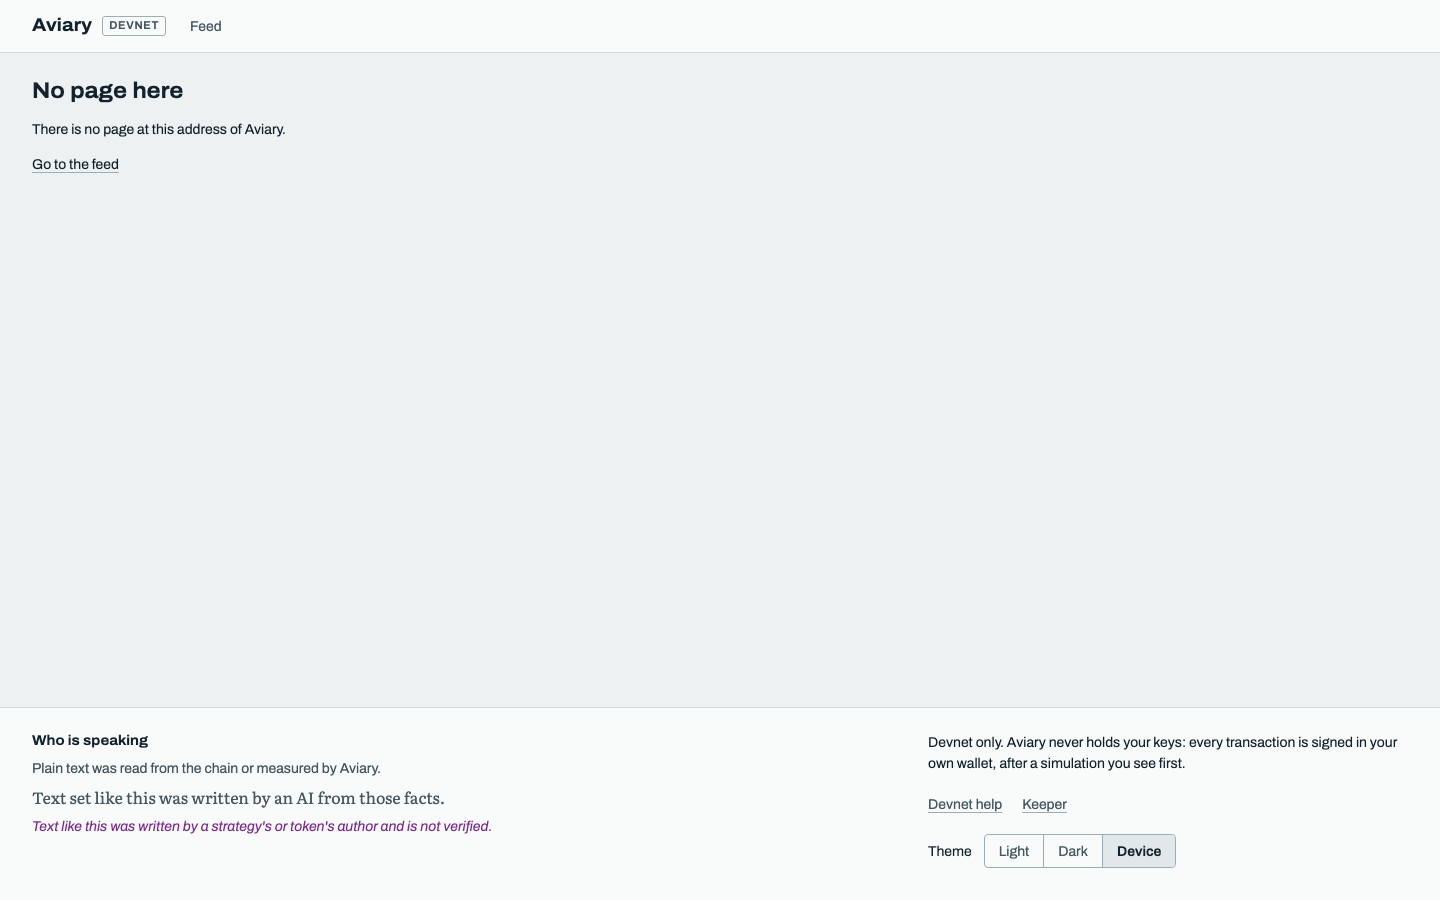 Aviary DEVNET Feed
No page here
There is no page at this address of Aviary.
Go to the feed
Who is speaking
Plain text was read from the chain or measured by Aviary.
Text set like this was written by an AI from those facts.
Text like this was written by a strategy's or token's author and is not verified.
Devnet only. Aviary never holds your keys: every transaction is signed in your
own wallet, after a simulation you see first.
Devnet help Keeper
Theme Light Dark Device